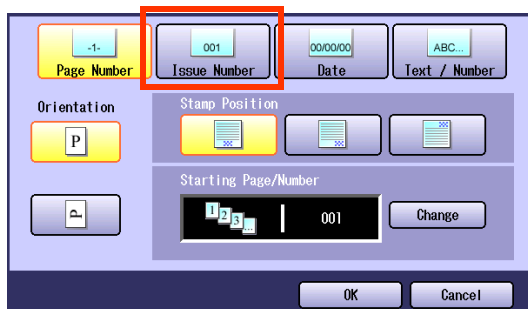 -1-
Page Number
001
Issue Number
00/00/00
Date
ABC...
Text / Number
Orientation
P
P
Stamp Position
Starting Page/Number
1 2 3...
001
Change
OK
Cancel